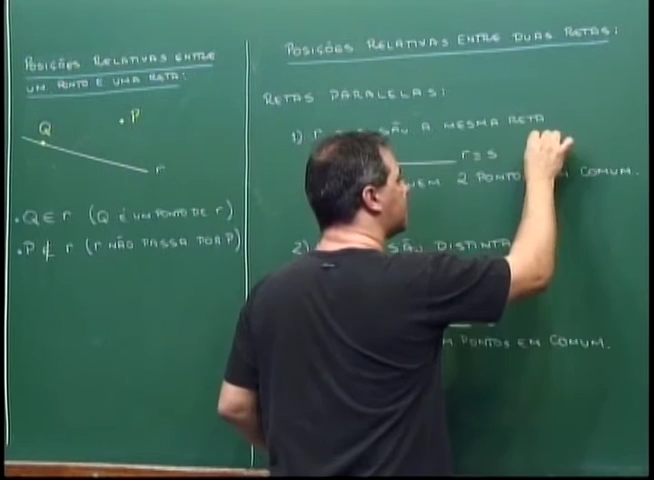 POSIÇÕES RELATIVAS ENTRE
UM PONTO E UMA RETA:
Q
P
r
• Q ∈ r (Q É UM PONTO DE r)
• P ∉ r (r NÃO PASSA POR P)
POSIÇÕES RELATIVAS ENTRE DUAS RETAS:
RETAS PARALELAS:
1) r SÃO A MESMA RETA
r ≡ s
2 PONTO COMUM.
2) SÃO DISTINTA
PONTOS EM COMUM.